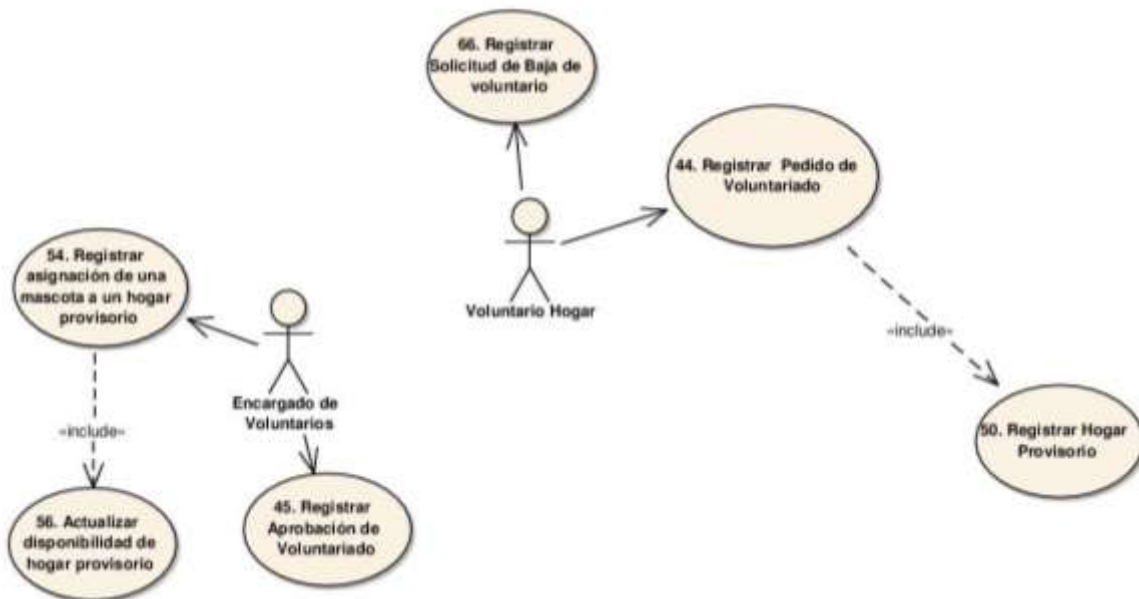 66. Registrar
Solicitud de Baja de
voluntario
44. Registrar Pedido de
Voluntariado
Voluntario Hogar
54. Registrar
asignación de una
mascota a un hogar
provisorio
Encargado de
Voluntarios
«include»
«include»
50. Registrar Hogar
Provisorio
56. Actualizar
disponibilidad de
hogar provisorio
45. Registrar
Aprobación de
Voluntariado